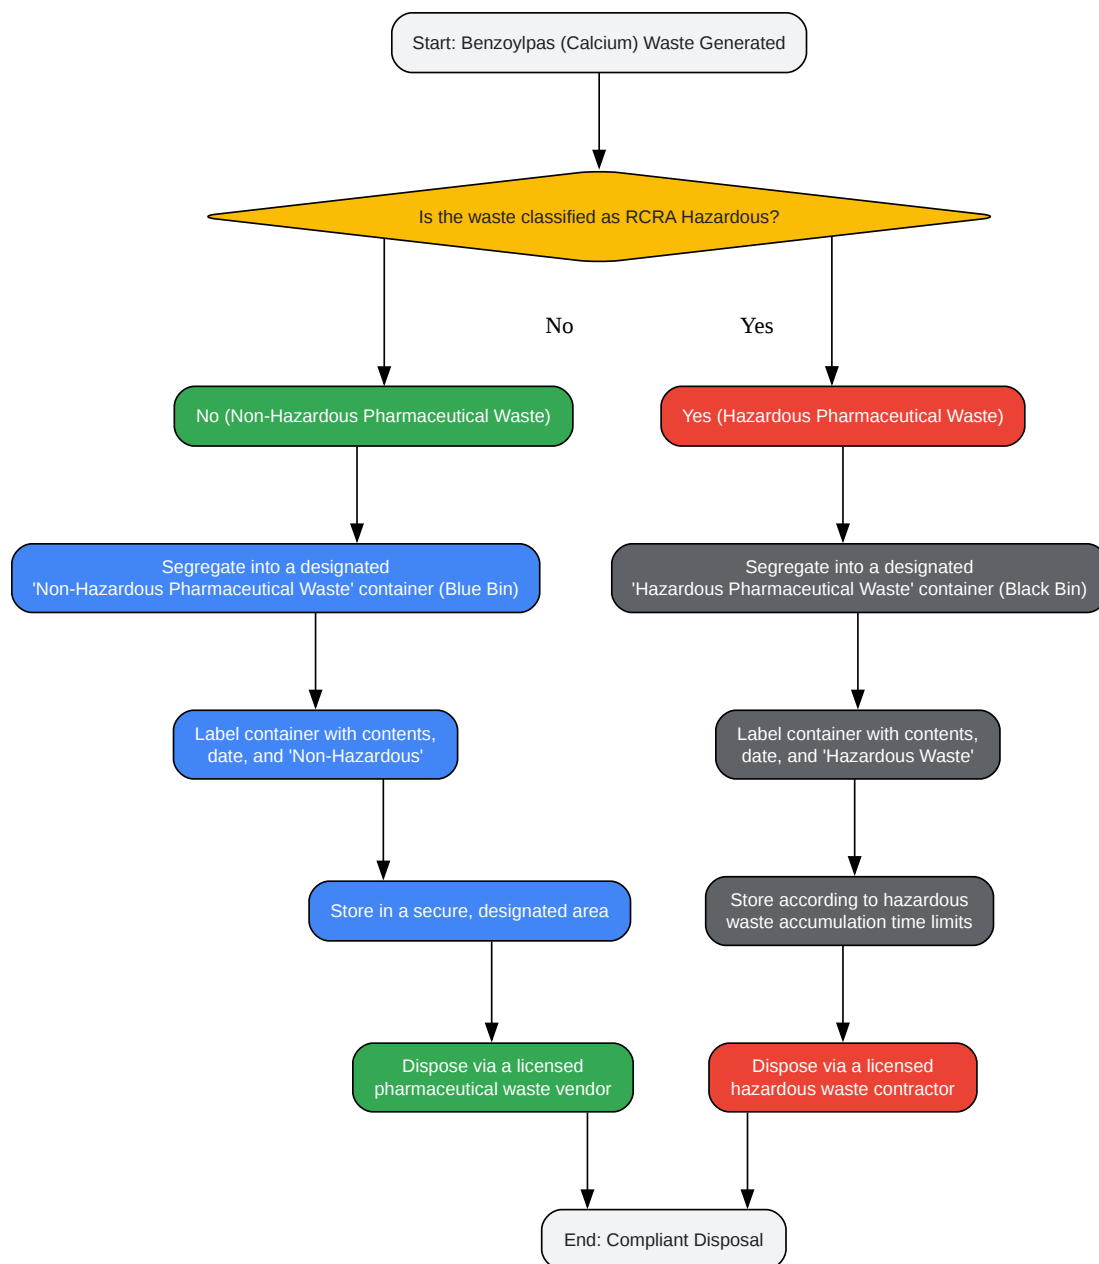 Start: Benzoylpas (Calcium) Waste Generated
Is the waste classified as RCRA Hazardous?
No
Yes
No (Non-Hazardous Pharmaceutical Waste)
Yes (Hazardous Pharmaceutical Waste)
Segregate into a designated
'Non-Hazardous Pharmaceutical Waste' container (Blue Bin)
Segregate into a designated
'Hazardous Pharmaceutical Waste' container (Black Bin)
Label container with contents,
date, and 'Non-Hazardous'
Label container with contents,
date, and 'Hazardous Waste'
Store in a secure, designated area
Store according to hazardous
waste accumulation time limits
Dispose via a licensed
pharmaceutical waste vendor
Dispose via a licensed
hazardous waste contractor
End: Compliant Disposal